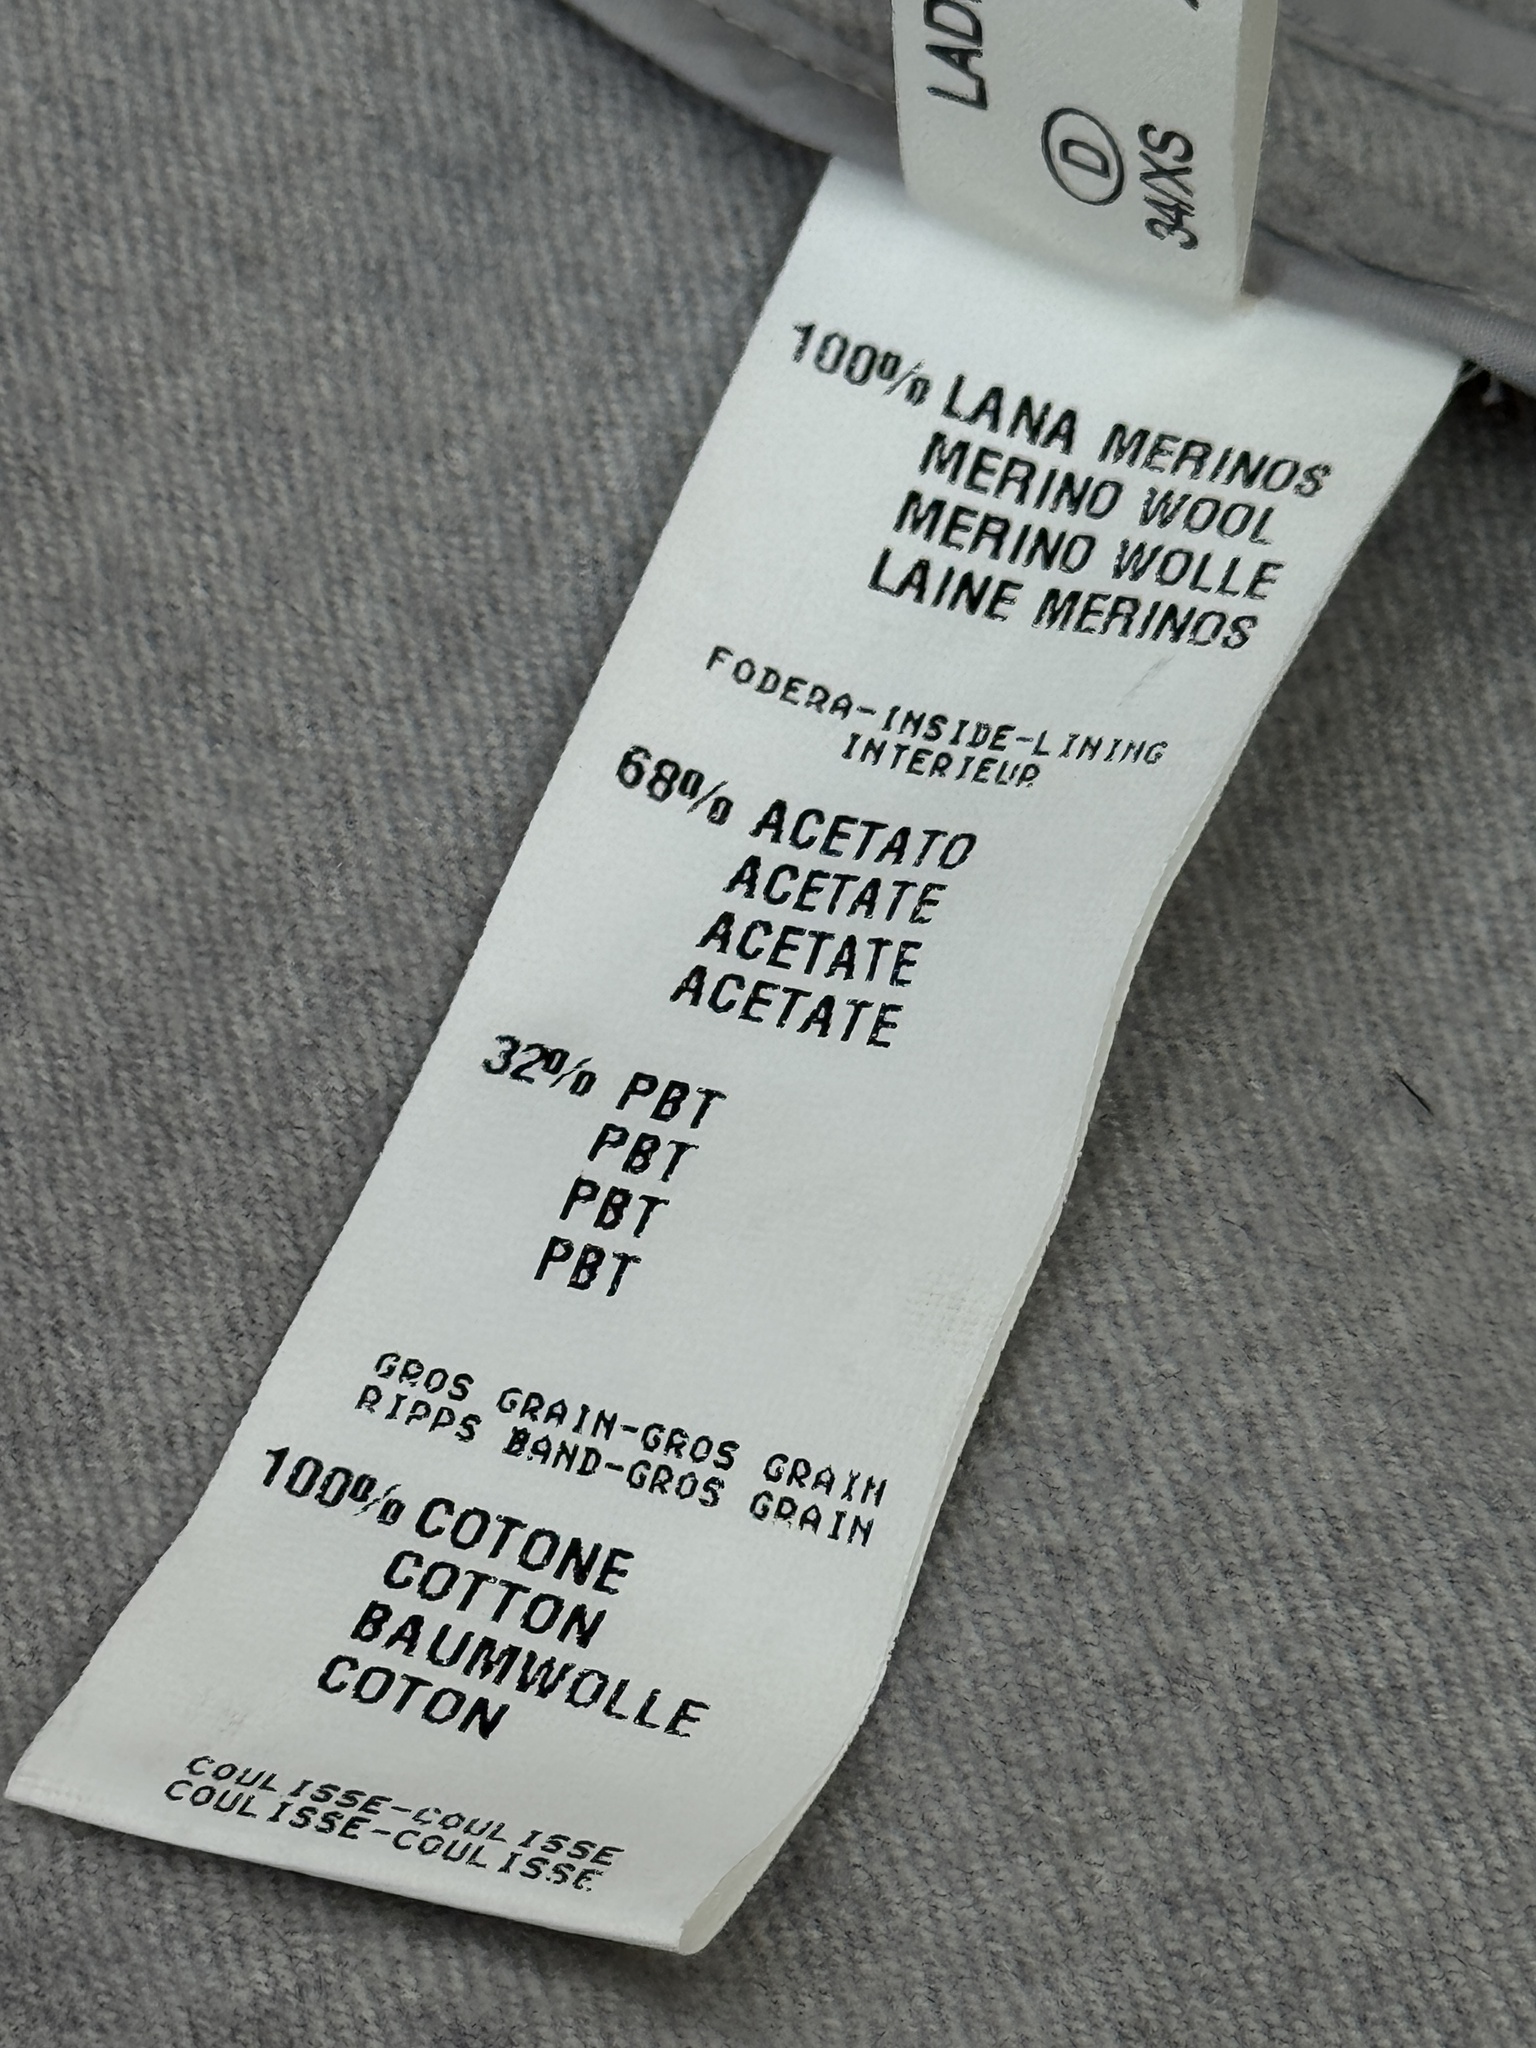 LAD
D
34/XS
100% LANA MERINOS
MERINO WOOL
MERINO WOLLE
LAINE MERINOS
FODERA-INSIDE-LINING
INTERIEUR
68% ACETATO
ACETATE
ACETATE
ACETATE
32% PBT
PBT
PBT
PBT
GROS GRAIN-GROS GRAIN
RIPPS BAND-GROS GRAIN
100% COTONE
COTTON
BAUMWOLLE
COTON
COULISSE-COULISSE
COULISSE-COULISSE